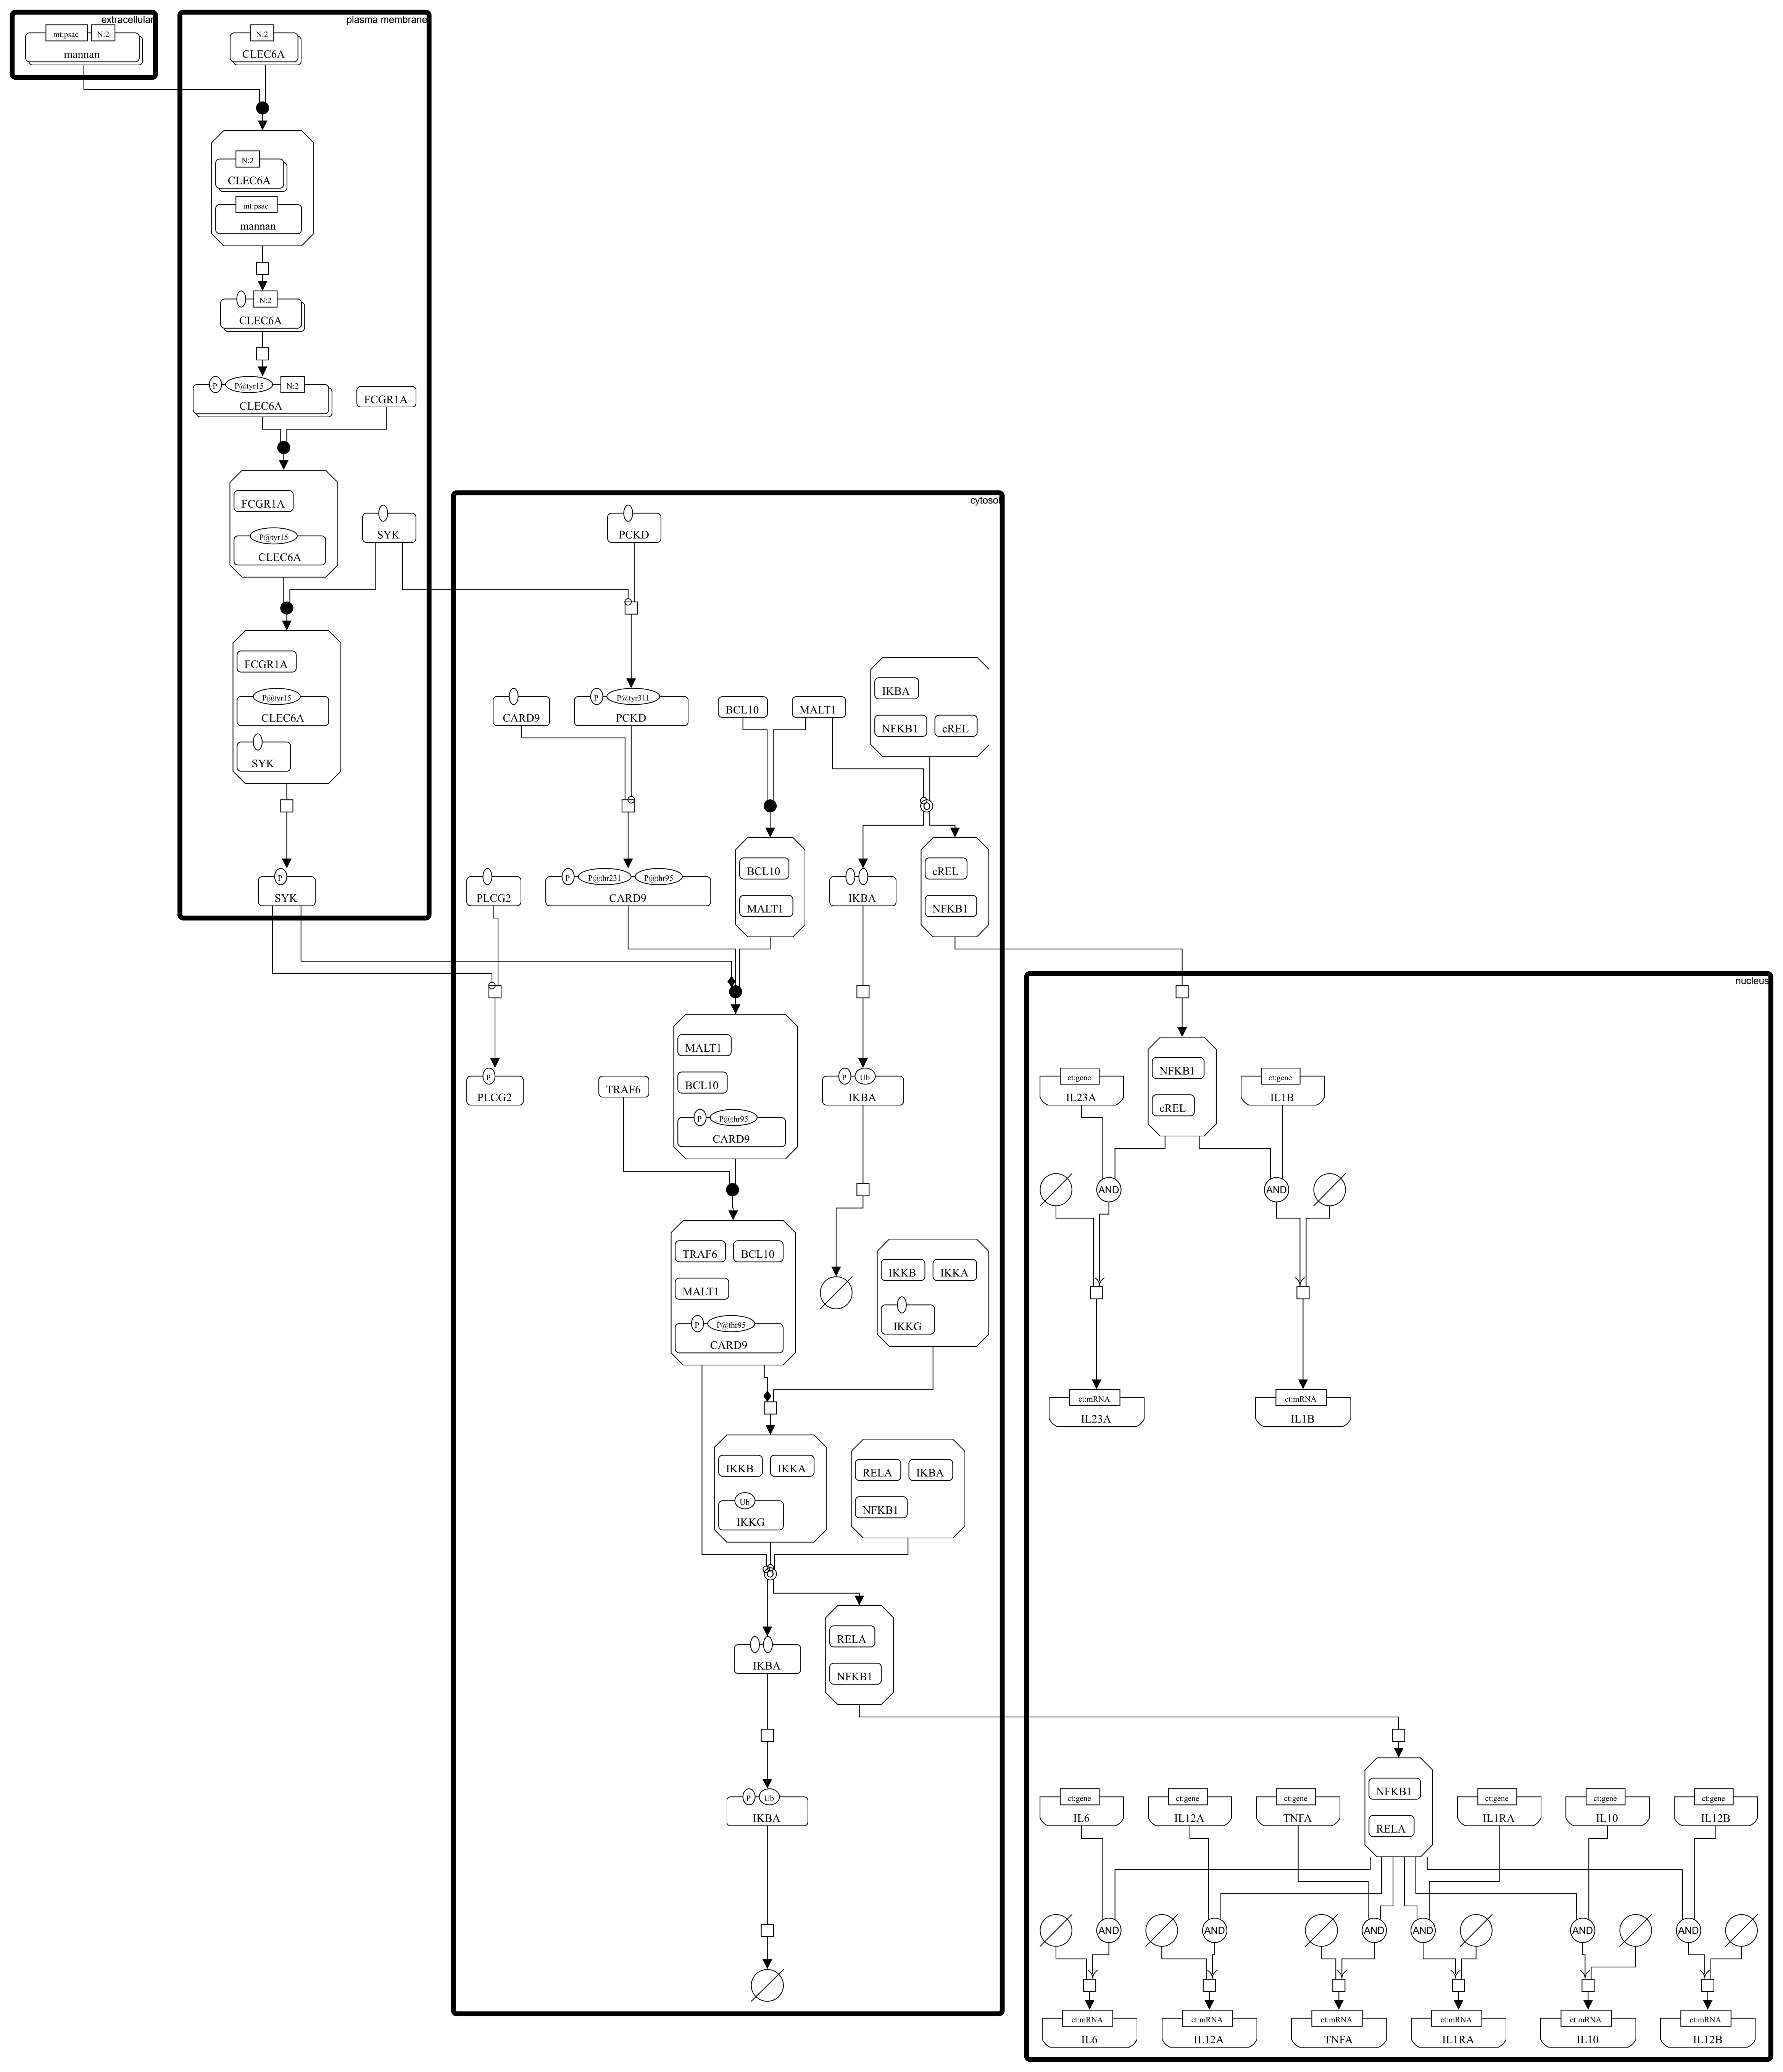 extracellular
mt:psac N:2
mannan
plasma membrane
N:2
CLEC6A
N:2
CLEC6A
mt:psac
mannan
N:2
CLEC6A
P P@tyr15 N:2
CLEC6A
FCGR1A
FCGR1A
P@tyr15
CLEC6A
SYK
FCGR1A
P@tyr15
CLEC6A
SYK
P
SYK
cytosol
PCKD
CARD9
P P@tyr311
PCKD
BCL10
MALT1
IKBA
NFKB1 cREL
PLCG2
P P@thr231 P@thr95
CARD9
BCL10
MALT1
IKBA
cREL
NFKB1
P
PLCG2
TRAF6
MALT1
BCL10
P P@thr95
CARD9
P Ub
IKBA
TRAF6 BCL10
MALT1
P P@thr95
CARD9
IKKB IKKA
IKKG
IKKB IKKA
Ub
IKKG
RELA IKBA
NFKB1
IKBA
RELA
NFKB1
P Ub
IKBA
nucleus
ct:gene
IL23A
NFKB1
cREL
ct:gene
IL1B
AND AND
ct:mRNA
IL23A
ct:mRNA
IL1B
NFKB1
RELA
ct:gene
IL6
ct:gene
IL12A
ct:gene
TNFA
ct:gene
IL1RA
ct:gene
IL10
ct:gene
IL12B
AND AND AND AND AND AND
ct:mRNA
IL6
ct:mRNA
IL12A
ct:mRNA
TNFA
ct:mRNA
IL1RA
ct:mRNA
IL10
ct:mRNA
IL12B